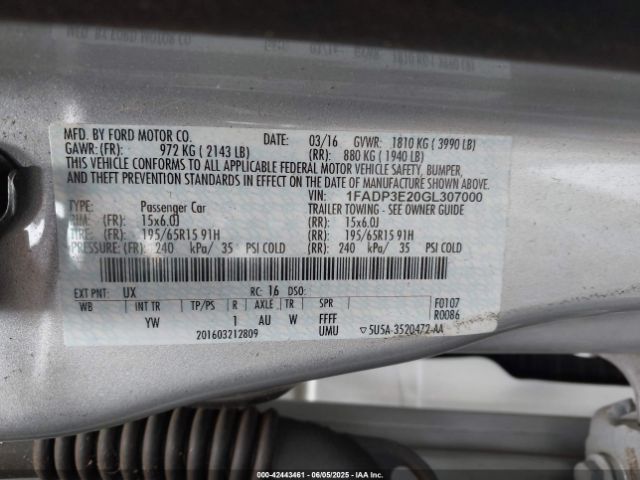 MFD. BY FORD MOTOR CO. DATE: 03/16 GVWR: 1810 KG ( 3990 LB)
GAWR: (FR): 972 KG ( 2143 LB) (RR): 880 KG ( 1940 LB)
THIS VEHICLE CONFORMS TO ALL APPLICABLE FEDERAL MOTOR VEHICLE SAFETY, BUMPER,
AND THEFT PREVENTION STANDARDS IN EFFECT ON THE DATE OF MANUFACTURE SHOWN ABOVE.
VIN: 1FADP3E20GL307000
TYPE: Passenger Car TRAILER TOWING - SEE OWNER GUIDE
RIM: (FR): 15x6.0J (RR): 15x6.0J
TIRE: (FR): 195/65R15 91H (RR): 195/65R15 91H
PRESSURE: (FR): 240 kPa/ 35 PSI COLD (RR): 240 kPa/ 35 PSI COLD
EXT PNT: UX RC: 16 DSO:
WB INT TR TP/PS R AXLE TR SPR F0107
YW 1 AU W FFFF R0086
201603212809 UMU ▽5U5A-3520472-AA
000-42443461 - 06/05/2025 - IAA Inc.